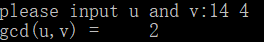 please input u and v:14 4
gcd(u,v) =     2